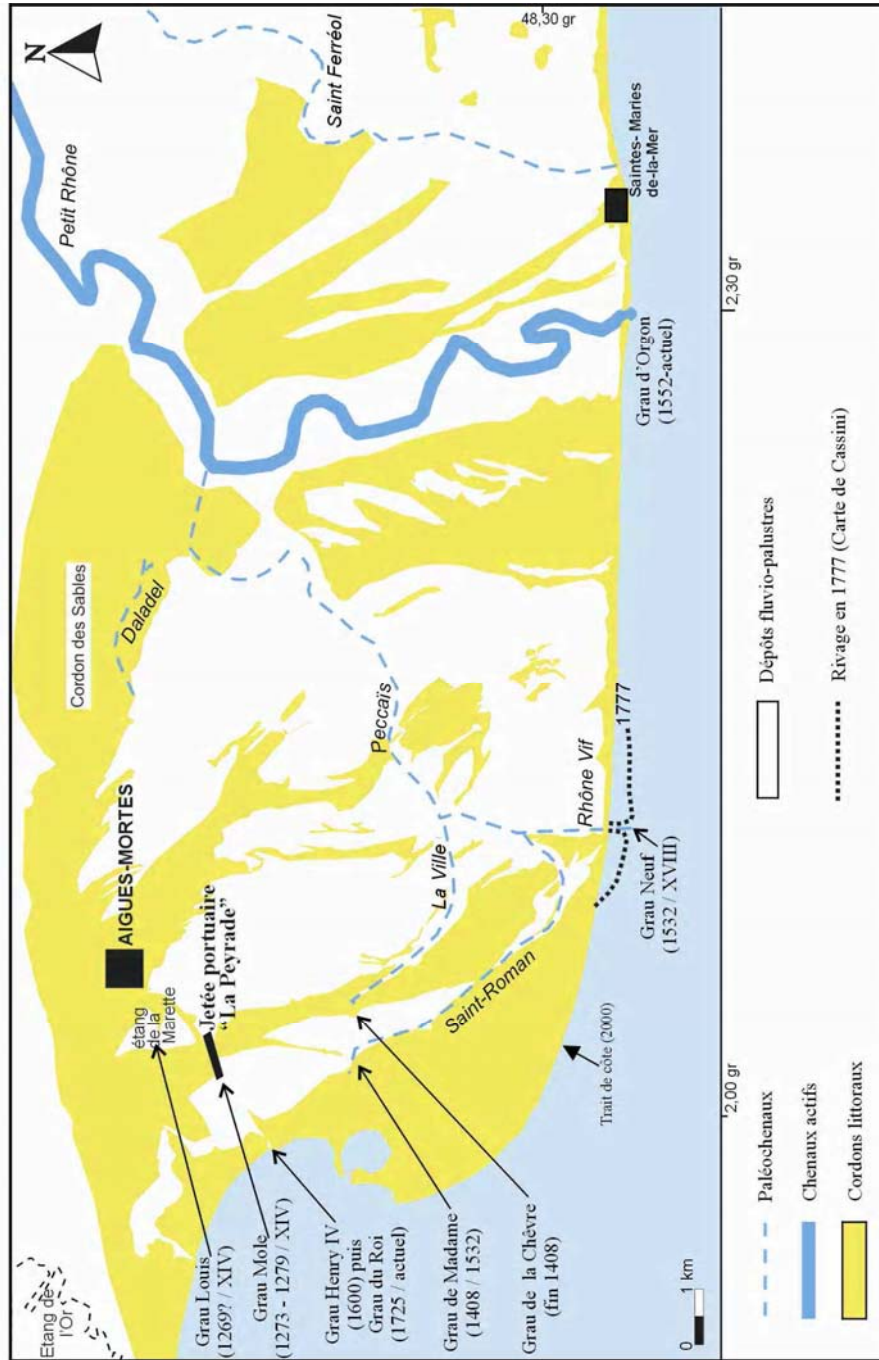 N
48,30 gr
Petit Rhône
Saint Ferréol
Saintes- Maries
de-la-Mer
2,30 gr
Grau d'Orgon
(1552-actuel)
Cordon des Sables
Daladel
Peccaïs
La Ville
Rhône Vif
1777
Grau Neuf
(1532 / XVIII)
Saint-Roman
AIGUES-MORTES
étang
de la
Marette
Jetée portuaire
"La Peyrade"
Trait de côte (2000)
2,00 gr
Etang de
l'Or
Grau Louis
(1269? / XIV)
Grau Mole
(1273 - 1279 / XIV)
Grau Henry IV
(1600) puis
Grau du Roi
(1725 / actuel)
Grau de Madame
(1408 / 1532)
Grau de la Chêvre
(fin 1408)
0 1 km
Paléochenaux
Chenaux actifs
Cordons littoraux
Dépôts fluvio-palustres
Rivage en 1777 (Carte de Cassini)